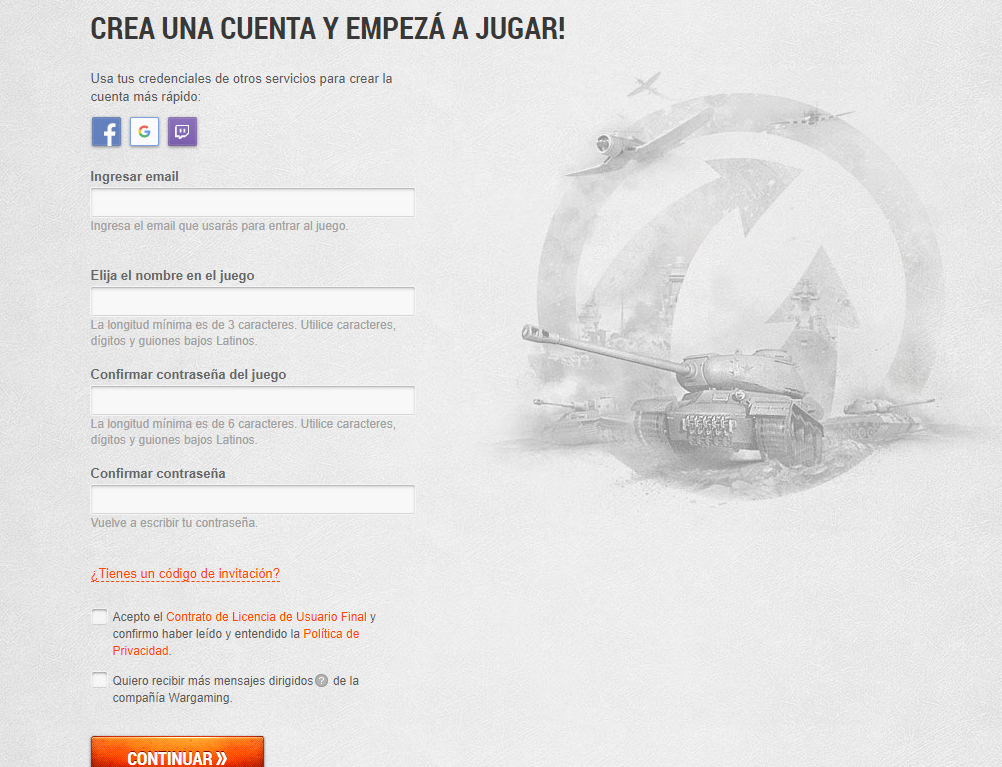 CREA UNA CUENTA Y EMPEZÁ A JUGAR!
Usa tus credenciales de otros servicios para crear la
cuenta más rápido:
Ingresar email
Ingresa el email que usarás para entrar al juego.
Elija el nombre en el juego
La longitud mínima es de 3 caracteres. Utilice caracteres,
dígitos y guiones bajos Latinos.
Confirmar contraseña del juego
La longitud mínima es de 6 caracteres. Utilice caracteres,
dígitos y guiones bajos Latinos.
Confirmar contraseña
Vuelve a escribir tu contraseña.
¿Tienes un código de invitación?
Acepto el Contrato de Licencia de Usuario Final y
confirmo haber leído y entendido la Política de
Privacidad.
Quiero recibir más mensajes dirigidos? de la
compañía Wargaming.
CONTINUAR »